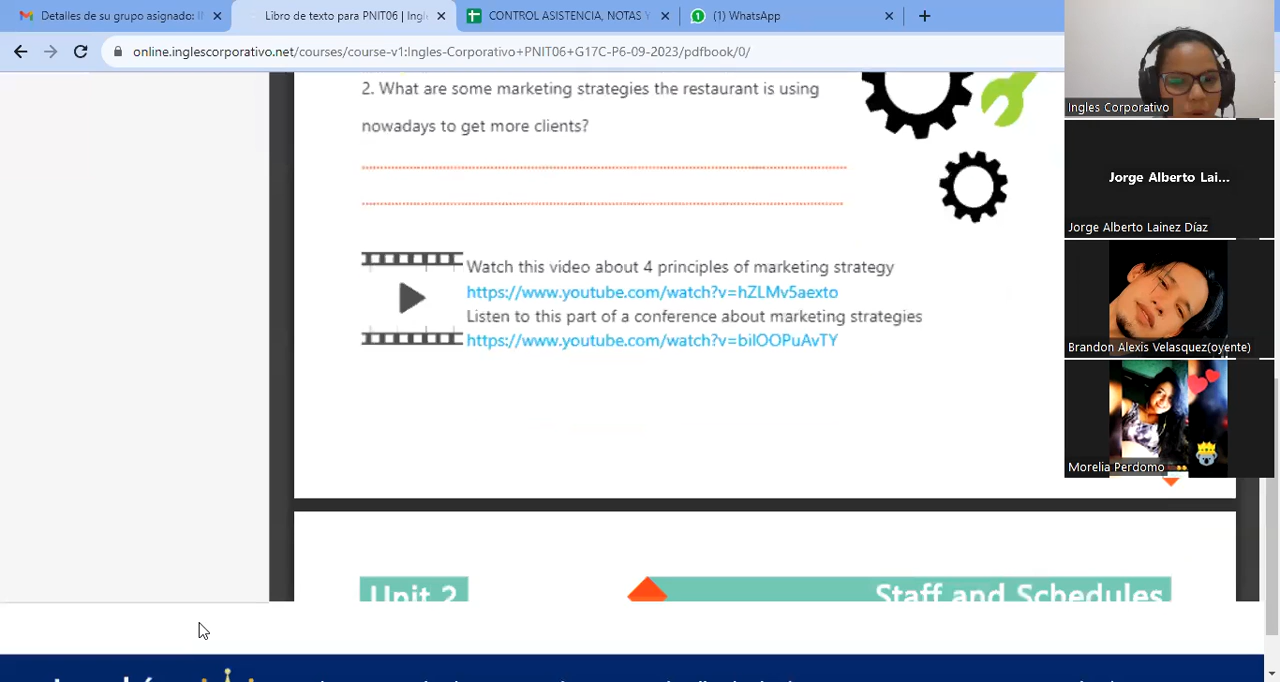 Detalles de su grupo asignado: I
Libro de texto para PNIT06 | Ingl
CONTROL ASISTENCIA, NOTAS Y
(1) WhatsApp
online.inglescorporativo.net/courses/course-v1:Ingles-Corporativo+PNIT06+G17C-P6-09-2023/pdfbook/0/
2. What are some marketing strategies the restaurant is using
nowadays to get more clients?
Watch this video about 4 principles of marketing strategy
https://www.youtube.com/watch?v=hZLMv5aexto
Listen to this part of a conference about marketing strategies
https://www.youtube.com/watch?v=bilOOPuAvTY
Unit 2
Staff and Schedules
Ingles Corporativo
Jorge Alberto Lai...
Jorge Alberto Lainez Díaz
Brandon Alexis Velasquez(oyente)
Morelia Perdomo